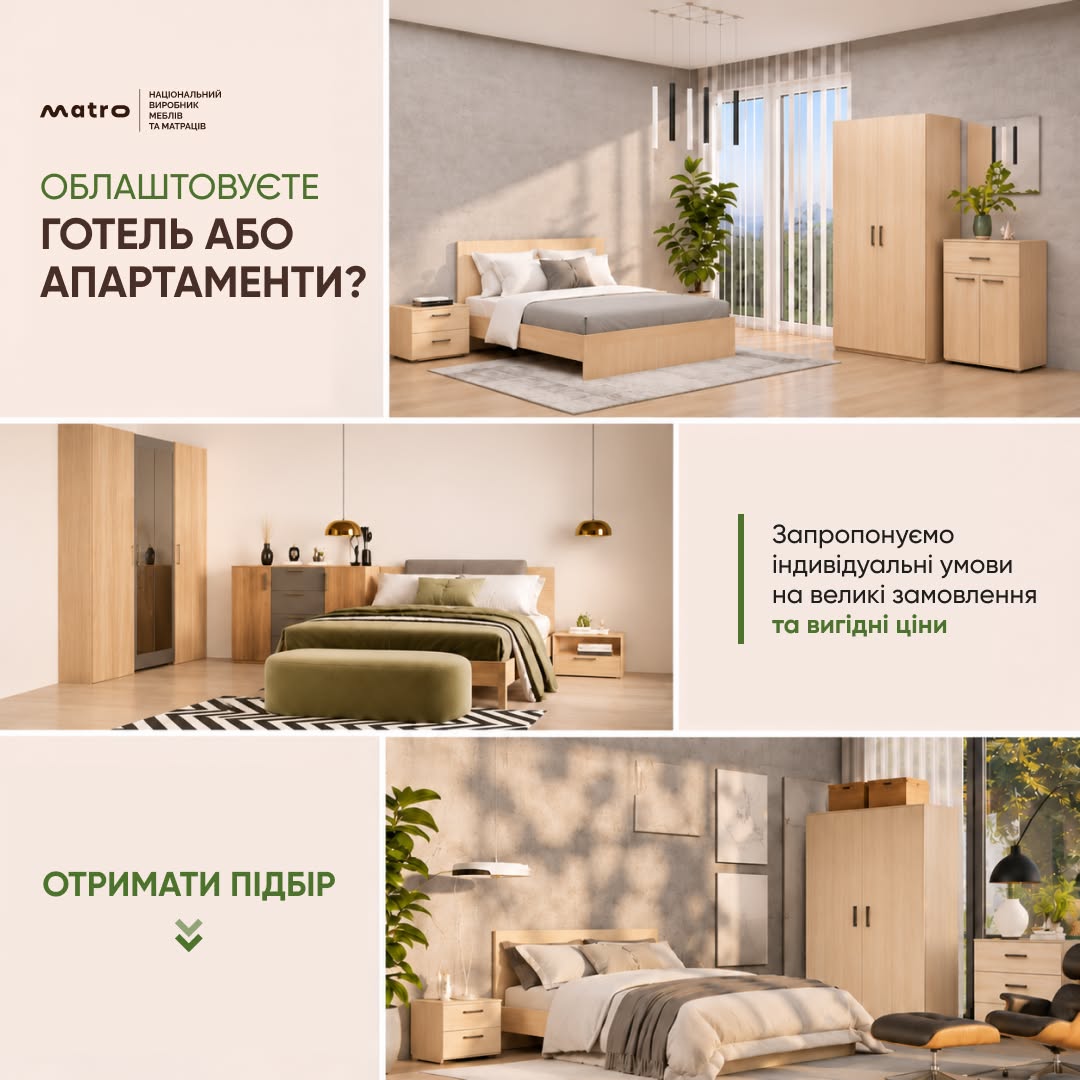 matro
НАЦІОНАЛЬНИЙ
ВИРОБНИК
МЕБЛІВ
ТА МАТРАЦІВ
ОБЛАШТОВУЄТЕ
ГОТЕЛЬ АБО
АПАРТАМЕНТИ?
Запропонуємо
індивідуальні умови
на великі замовлення
та вигідні ціни
ОТРИМАТИ ПІДБІР